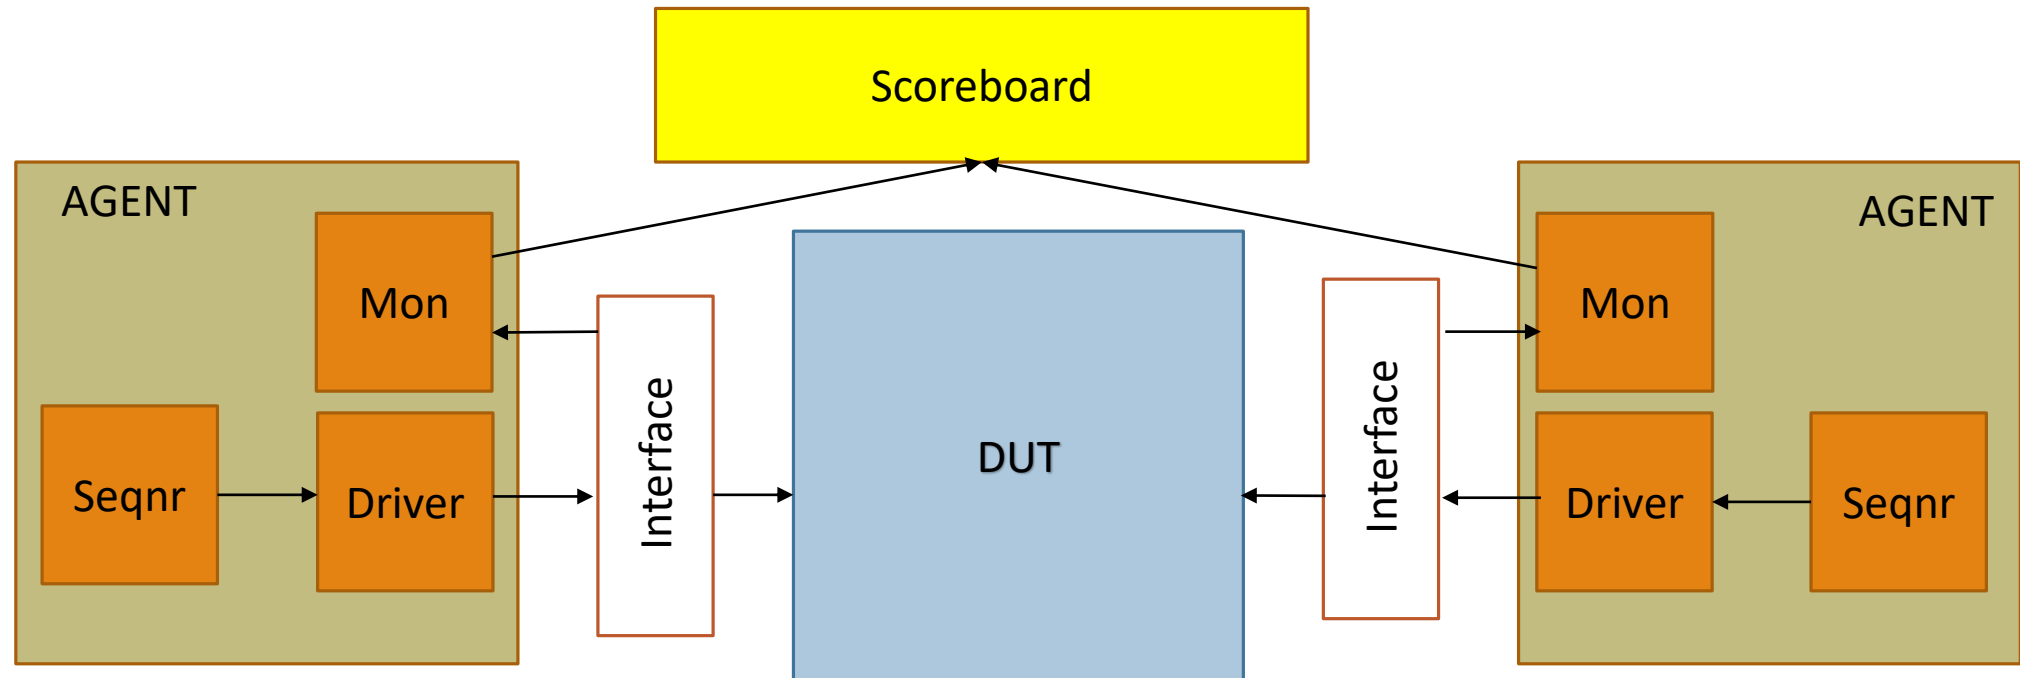 Scoreboard
AGENT
AGENT
Mon
Mon
Interface
Interface
DUT
Seqnr
Driver
Driver
Seqnr